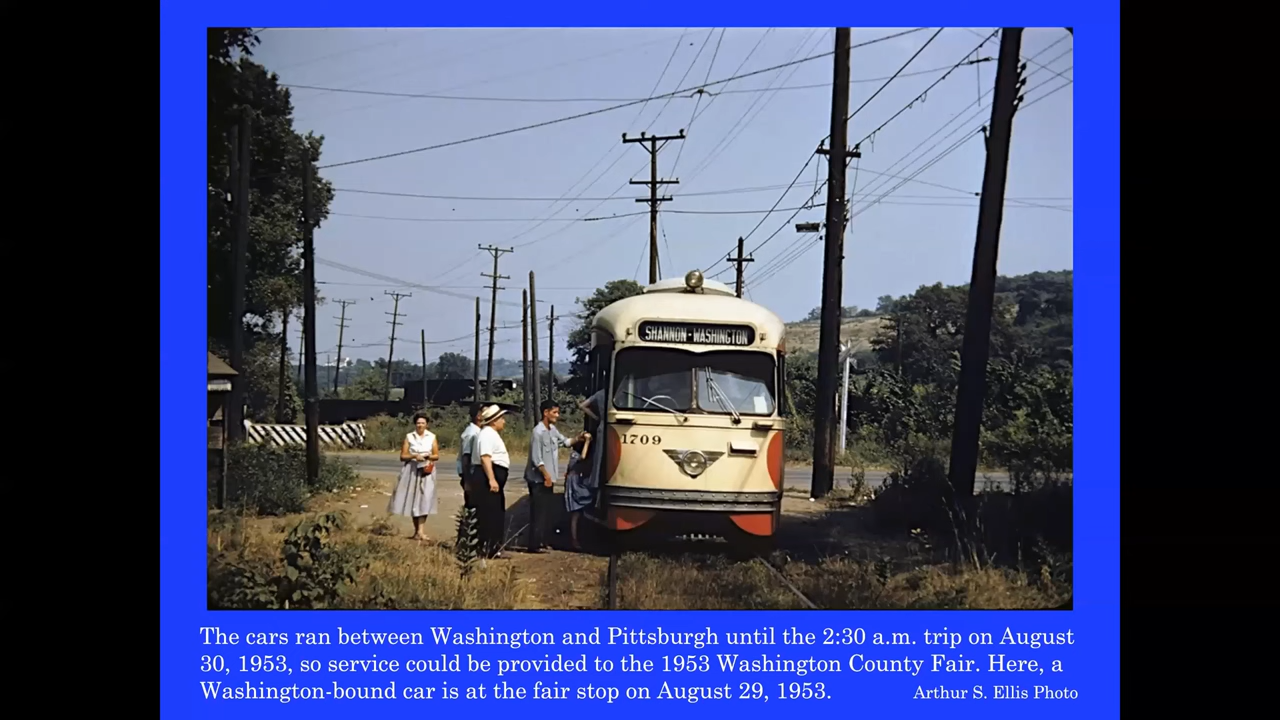 SHANNON-WASHINGTON
1709
The cars ran between Washington and Pittsburgh until the 2:30 a.m. trip on August
30, 1953, so service could be provided to the 1953 Washington County Fair. Here, a
Washington-bound car is at the fair stop on August 29, 1953.
Arthur S. Ellis Photo